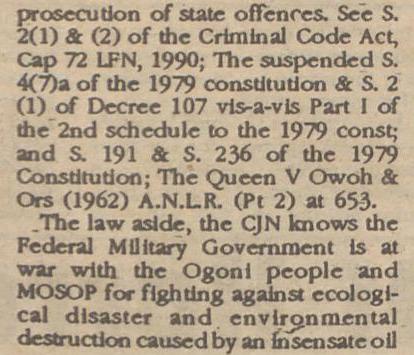 prosecution of state offences. See S.
2(1) & (2) of the Criminal Code Act,
Cap 72 LFN, 1990; The suspended S.
4(7)a of the 1979 constitution & S. 2
(1) of Decree 107 vis-a-vis Part I of
the 2nd schedule to the 1979 const;
and S. 191 & S. 236 of the 1979
Constitution; The Queen V Owoh &
Ors (1962) A.N.L.R. (Pt 2) at 653.
The law aside, the CJN knows the
Federal Military Government is at
war with the Ogoni people and
MOSOP for fighting against ecologi-
cal disaster and environmental
destruction caused by an insensate oil